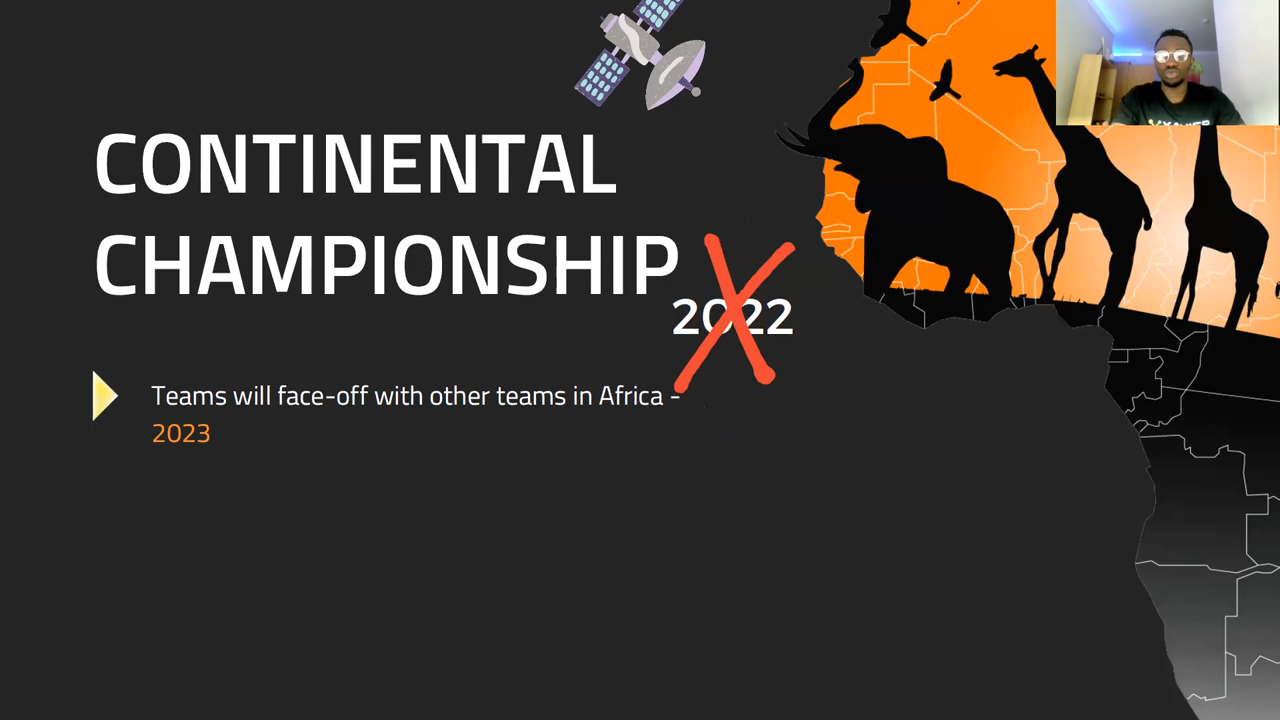 CONTINENTAL
CHAMPIONSHIP
2022
Teams will face-off with other teams in Africa -
2023